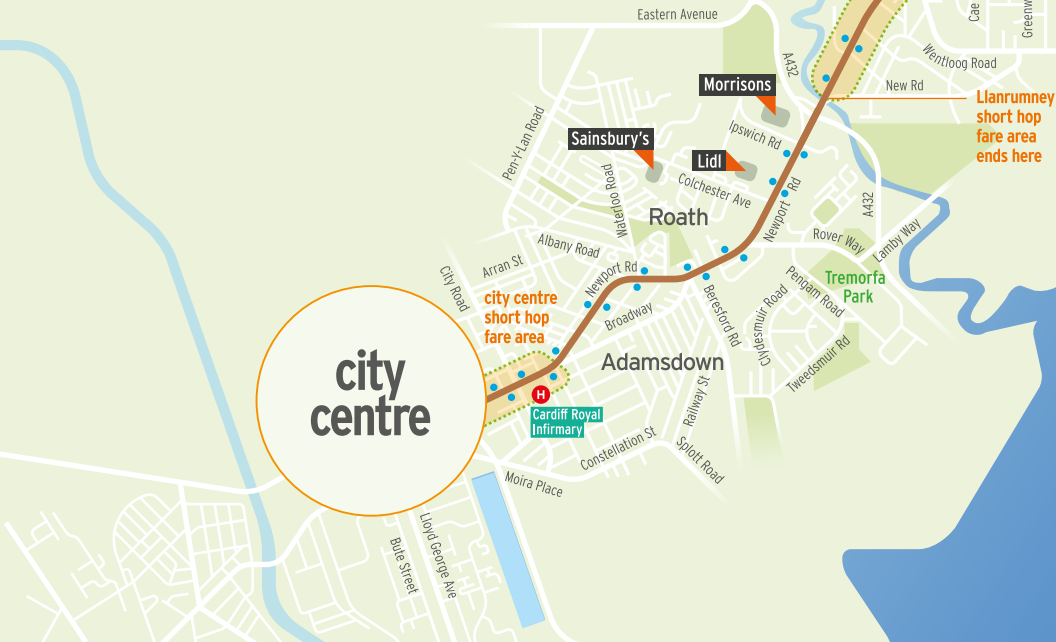 Eastern Avenue
Cae
Greenw
A432
Wentloog Road
New Rd
Morrisons
Llanrumney
short hop
fare area
ends here
Pen-Y-Lan Road
Sainsbury's
Ipswich Rd
Lidl
Colchester Ave
Waterloo Road
Newport Rd
A432
Roath
Albany Road
Rover Way
Lamby Way
City Road
Arran St
Newport Rd
Tremorfa
Park
Pengam Road
city centre
short hop
fare area
Broadway
Beresford Rd
Clydesmuir Road
Tweedsmuir Rd
Adamsdown
city
centre
H
Cardiff Royal
Infirmary
Railway St
Constellation St
Splott Road
Moira Place
Lloyd George Ave
Bute Street